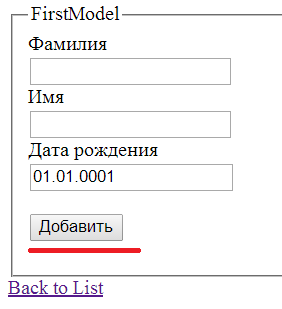 FirstModel
Фамилия
Имя
Дата рождения
01.01.0001
Добавить
Back to List